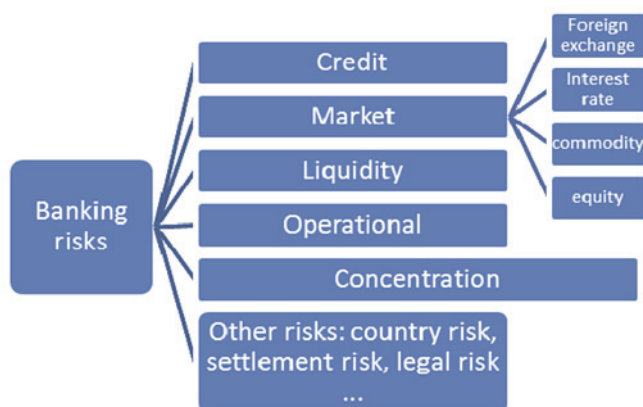 Banking
risks
Credit
Market
Liquidity
Operational
Concentration
Other risks: country risk,
settlement risk, legal risk
...
Foreign
exchange
Interest
rate
commodity
equity